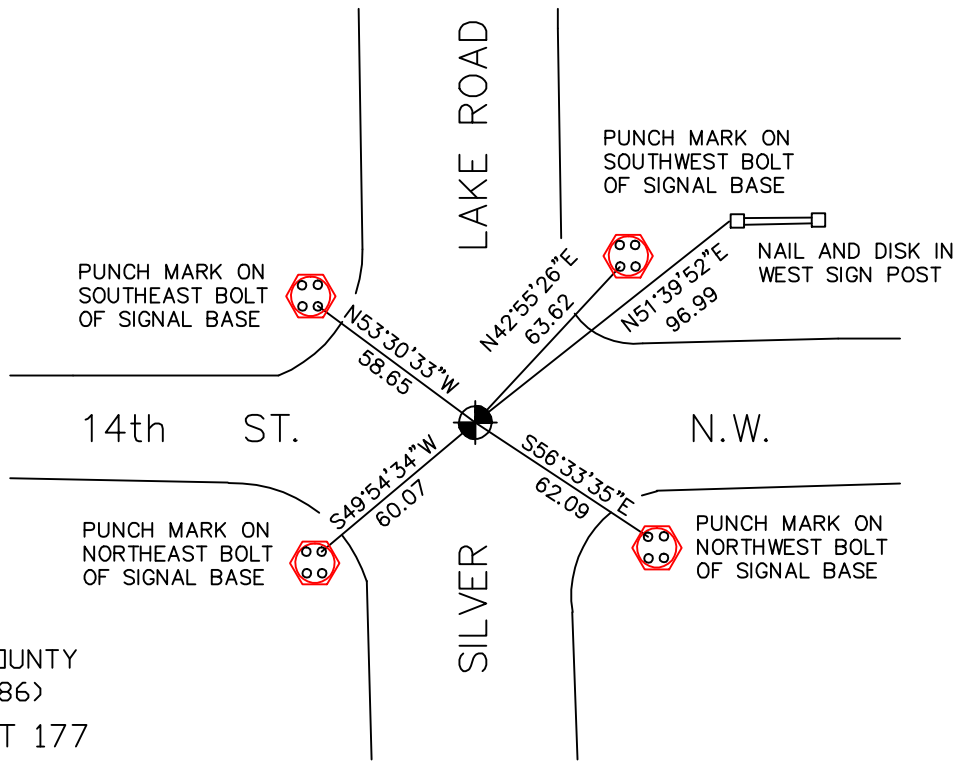 LAKE ROAD
PUNCH MARK ON
SOUTHWEST BOLT
OF SIGNAL BASE
NAIL AND DISK IN
WEST SIGN POST
PUNCH MARK ON
SOUTHEAST BOLT
OF SIGNAL BASE
N42°55'26"E
63.62
N51°39'52"E
96.99
N53°30'33"W
58.65
14th ST. N.W.
S49°54'34"W
60.07
S56°33'35"E
62.09
PUNCH MARK ON
NORTHEAST BOLT
OF SIGNAL BASE
PUNCH MARK ON
NORTHWEST BOLT
OF SIGNAL BASE
SILVER
OUNTY
86)
T 177